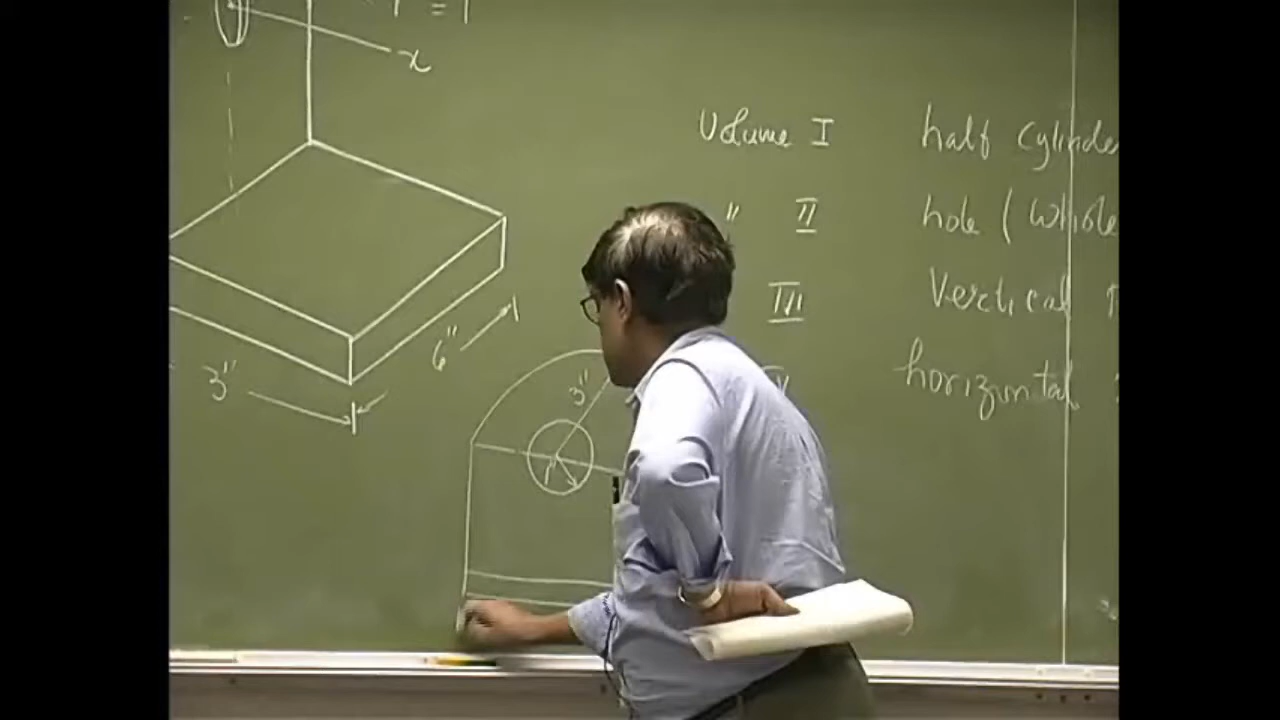 = 1
x
Volume I half cylinde
" II hole (whole
III Vertical
horizontal
3"
6"
3"
r